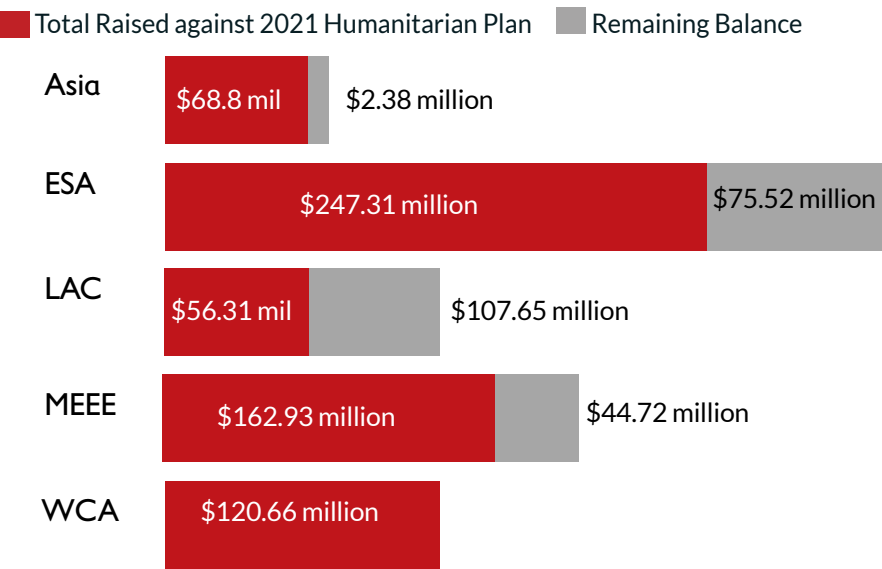 Total Raised against 2021 Humanitarian Plan Remaining Balance
Asia
$68.8 mil $2.38 million
ESA
$247.31 million $75.52 million
LAC
$56.31 mil $107.65 million
MEEE
$162.93 million $44.72 million
WCA
$120.66 million